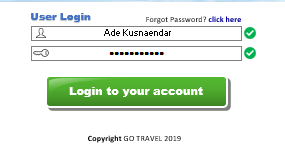 User Login
Forgot Password? click here
Ade Kusnaendar
•••••••••••
Login to your account
Copyright GO TRAVEL 2019